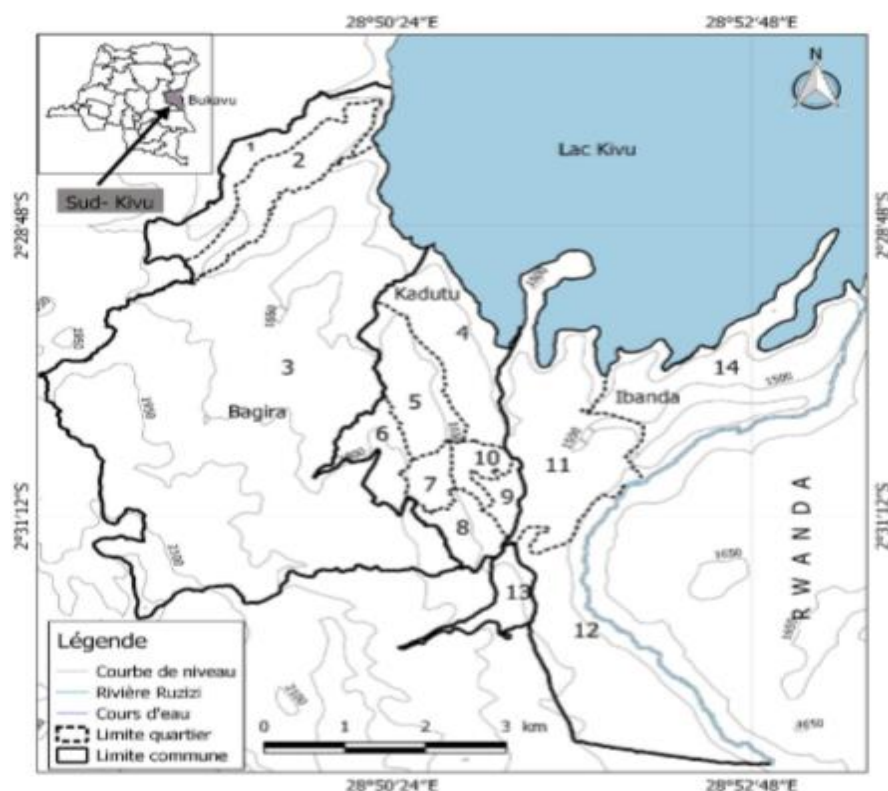 28°50'24"E
28°52'48"E
N
Bukavu
Sud- Kivu
Lac Kivu
2°28'48"S
2°28'48"S
1
2
Kadutu
4
3
14
Ibanda
1500
5
Bagira
6
10
11
7
9
8
2°31'12"S
2°31'12"S
RWANDA
1650
13
12
2100
1650
Légende
Courbe de niveau
Rivière Ruzizi
Cours d'eau
Limite quartier
Limite commune
0 1 2 3 km
28°50'24"E
28°52'48"E